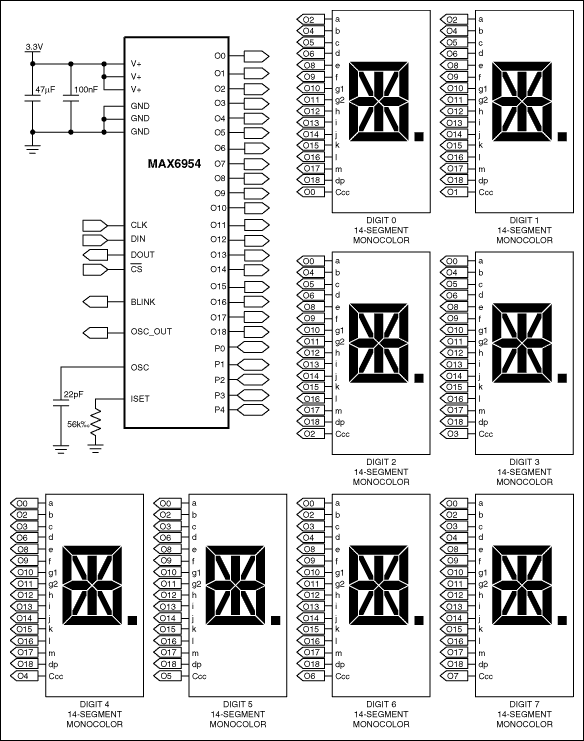 3.3V
47µF
100nF
V+
V+
V+
GND
GND
GND
MAX6954
CLK
DIN
DOUT
CS
BLINK
OSC_OUT
OSC
ISET
22pF
56k‰
O0
O1
O2
O3
O4
O5
O6
O7
O8
O9
O10
O11
O12
O13
O14
O15
O16
O17
O18
P0
P1
P2
P3
P4
O2 a
O4 b
O5 c
O6 d
O8 e
O9 f
O10 g1
O11 g2
O12 h
O13 i
O14 j
O15 k
O16 l
O17 m
O18 dp
O0 Ccc
DIGIT 0
14-SEGMENT
MONOCOLOR
O2 a
O4 b
O5 c
O6 d
O8 e
O9 f
O10 g1
O11 g2
O12 h
O13 i
O14 j
O15 k
O16 l
O17 m
O18 dp
O1 Ccc
DIGIT 1
14-SEGMENT
MONOCOLOR
O0 a
O4 b
O5 c
O6 d
O8 e
O9 f
O10 g1
O11 g2
O12 h
O13 i
O14 j
O15 k
O16 l
O17 m
O18 dp
O2 Ccc
DIGIT 2
14-SEGMENT
MONOCOLOR
O0 a
O4 b
O5 c
O6 d
O8 e
O9 f
O10 g1
O11 g2
O12 h
O13 i
O14 j
O15 k
O16 l
O17 m
O18 dp
O3 Ccc
DIGIT 3
14-SEGMENT
MONOCOLOR
O0 a
O2 b
O3 c
O6 d
O8 e
O9 f
O10 g1
O11 g2
O12 h
O13 i
O14 j
O15 k
O16 l
O17 m
O18 dp
O4 Ccc
DIGIT 4
14-SEGMENT
MONOCOLOR
O0 a
O2 b
O3 c
O6 d
O8 e
O9 f
O10 g1
O11 g2
O12 h
O13 i
O14 j
O15 k
O16 l
O17 m
O18 dp
O5 Ccc
DIGIT 5
14-SEGMENT
MONOCOLOR
O0 a
O2 b
O3 c
d
O8 e
O9 f
O10 g1
O11 g2
O12 h
O13 i
O14 j
O15 k
O16 l
O17 m
O18 dp
O6 Ccc
DIGIT 6
14-SEGMENT
MONOCOLOR
O0 a
O2 b
O3 c
d
O8 e
O9 f
O10 g1
O11 g2
O12 h
O13 i
O14 j
O15 k
O16 l
O17 m
O18 dp
O7 Ccc
DIGIT 7
14-SEGMENT
MONOCOLOR